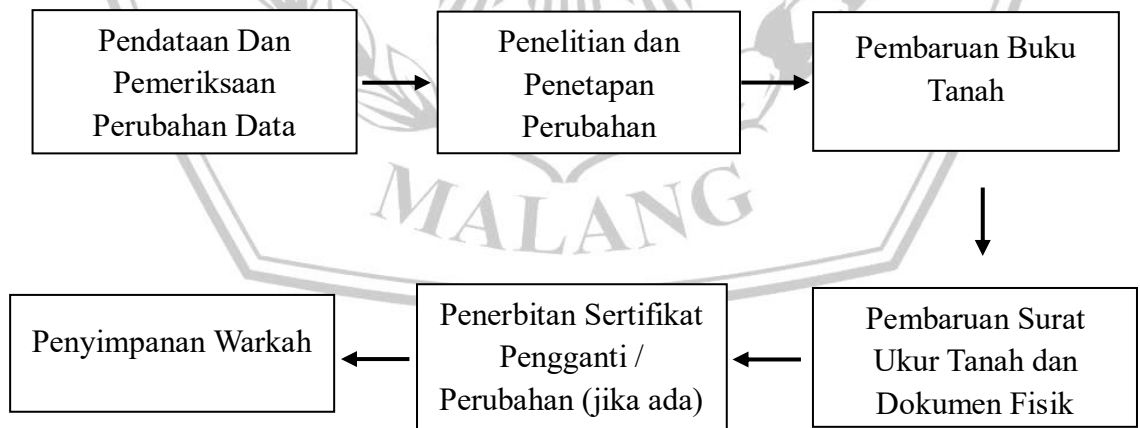 Pendataan Dan
Pemeriksaan
Perubahan Data
Penelitian dan
Penetapan
Perubahan
Pembaruan Buku
Tanah
MALANG
Pembaruan Surat
Ukur Tanah dan
Dokumen Fisik
Penerbitan Sertifikat
Pengganti /
Perubahan (jika ada)
Penyimpanan Warkah